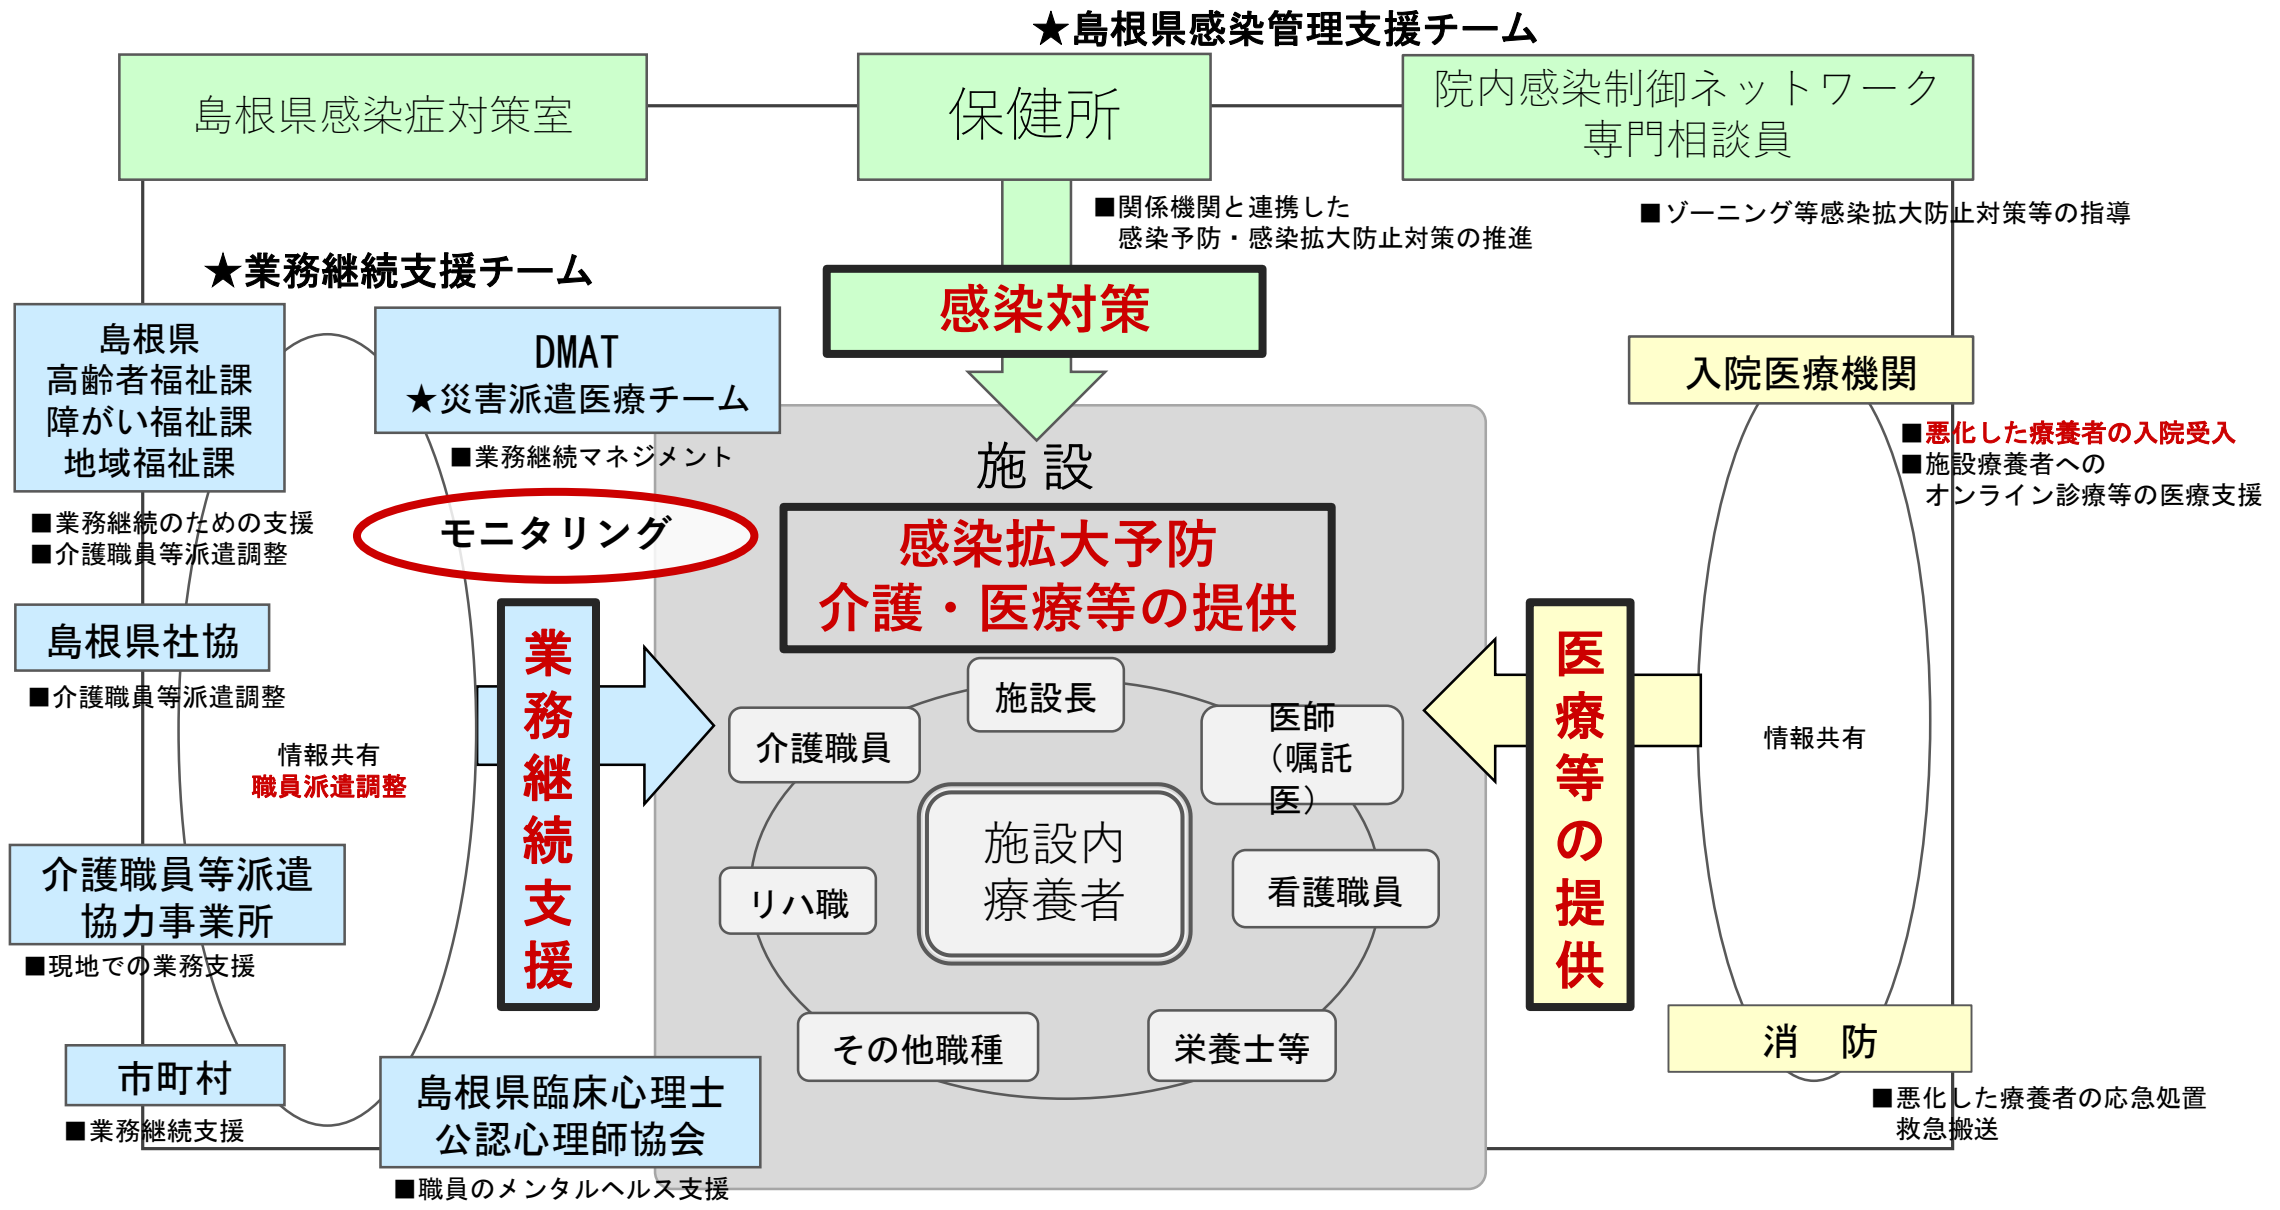 ★島根県感染管理支援チーム
島根県感染症対策室
保健所
院内感染制御ネットワーク
専門相談員
■関係機関と連携した
感染予防・感染拡大防止対策の推進
■ゾーニング等感染拡大防止対策等の指導
★業務継続支援チーム
感染対策
島根県
高齢者福祉課
障がい福祉課
地域福祉課
DMAT
★災害派遣医療チーム
■業務継続マネジメント
入院医療機関
■悪化した療養者の入院受入
■施設療養者への
オンライン診療等の医療支援
施 設
モニタリング
■業務継続のための支援
■介護職員等派遣調整
感染拡大予防
介護・医療等の提供
島根県社協
■介護職員等派遣調整
情報共有
職員派遣調整
業務継続支援
施設長
介護職員
医師
（嘱託
医）
施設内
療養者
リハ職
看護職員
その他職種
栄養士等
医療等の提供
情報共有
介護職員等派遣
協力事業所
■現地での業務支援
市町村
■業務継続支援
島根県臨床心理士
公認心理師協会
■職員のメンタルヘルス支援
消　防
■悪化した療養者の応急処置
救急搬送